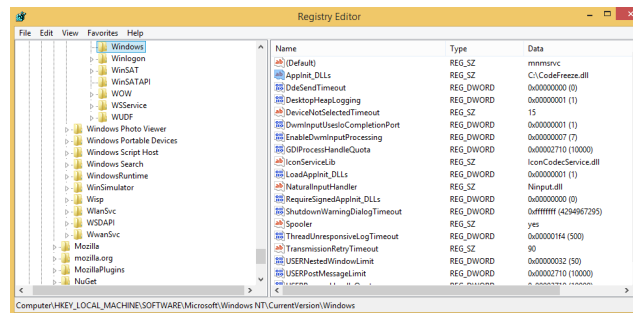 Registry Editor
File Edit View Favorites Help
Windows
Winlogon
WinSAT
WinSATAPI
WOW
WSService
WUDF
Windows Photo Viewer
Windows Portable Devices
Windows Script Host
Windows Search
WindowsRuntime
WinSimulator
Wisp
WlanSvc
WSDAPI
WwanSvc
Mozilla
mozilla.org
MozillaPlugins
NuGet
Name Type Data
(Default) REG_SZ mnmsrvc
AppInit_DLLs REG_SZ C:\CodeFreeze.dll
DdeSendTimeout REG_DWORD 0x00000000 (0)
DesktopHeapLogging REG_DWORD 0x00000001 (1)
DeviceNotSelectedTimeout REG_SZ 15
DwmInputUsesIoCompletionPort REG_DWORD 0x00000001 (1)
EnableDwmInputProcessing REG_DWORD 0x00000007 (7)
GDIProcessHandleQuota REG_DWORD 0x00002710 (10000)
IconServiceLib REG_SZ IconCodecService.dll
LoadAppInit_DLLs REG_DWORD 0x00000001 (1)
NaturalInputHandler REG_SZ Ninput.dll
RequireSignedAppInit_DLLs REG_DWORD 0x00000000 (0)
ShutdownWarningDialogTimeout REG_DWORD 0xffffffff (4294967295)
Spooler REG_SZ yes
ThreadUnresponsiveLogTimeout REG_DWORD 0x000001f4 (500)
TransmissionRetryTimeout REG_SZ 90
USERNestedWindowLimit REG_DWORD 0x00000032 (50)
USERPostMessageLimit REG_DWORD 0x00002710 (10000)
Computer\HKEY_LOCAL_MACHINE\SOFTWARE\Microsoft\Windows NT\CurrentVersion\Windows